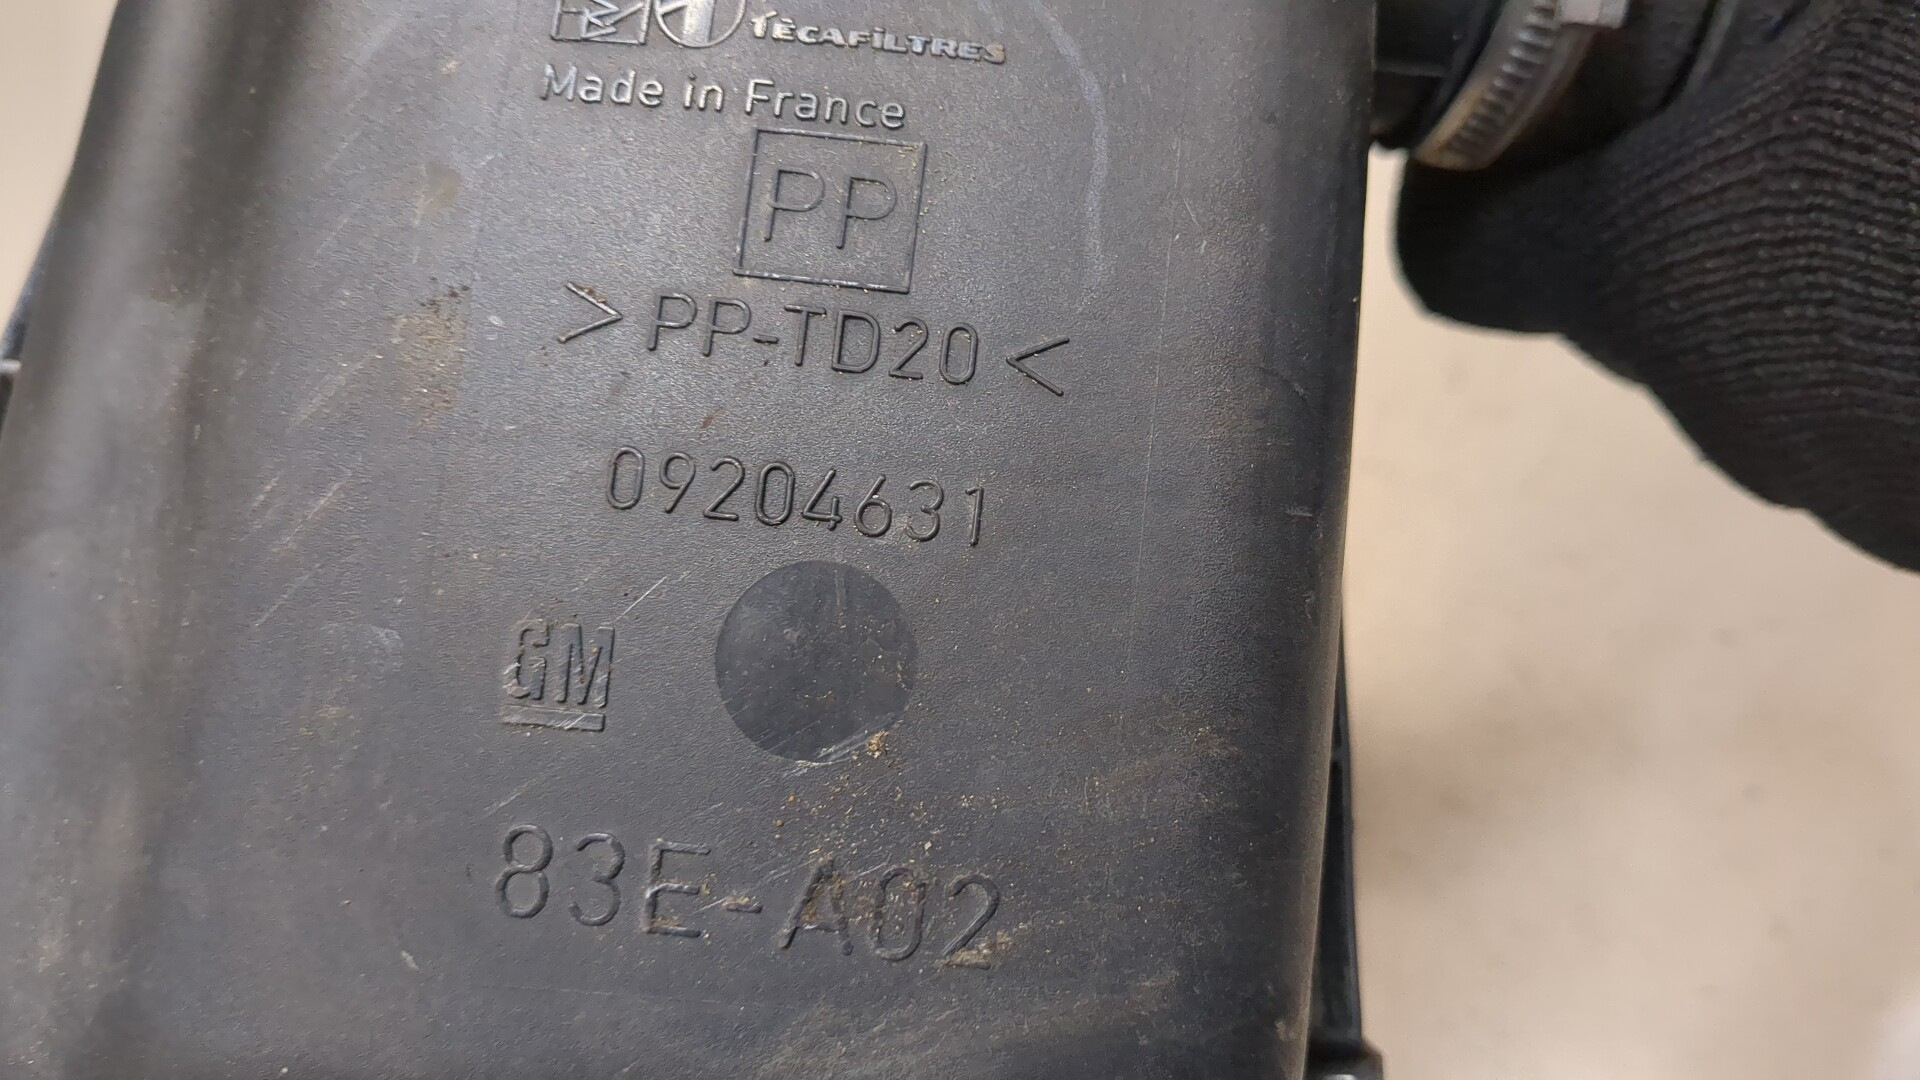 TÉCAFILTRES
Made in France
PP
>PP-TD20<
09204631
GM
83E-A02